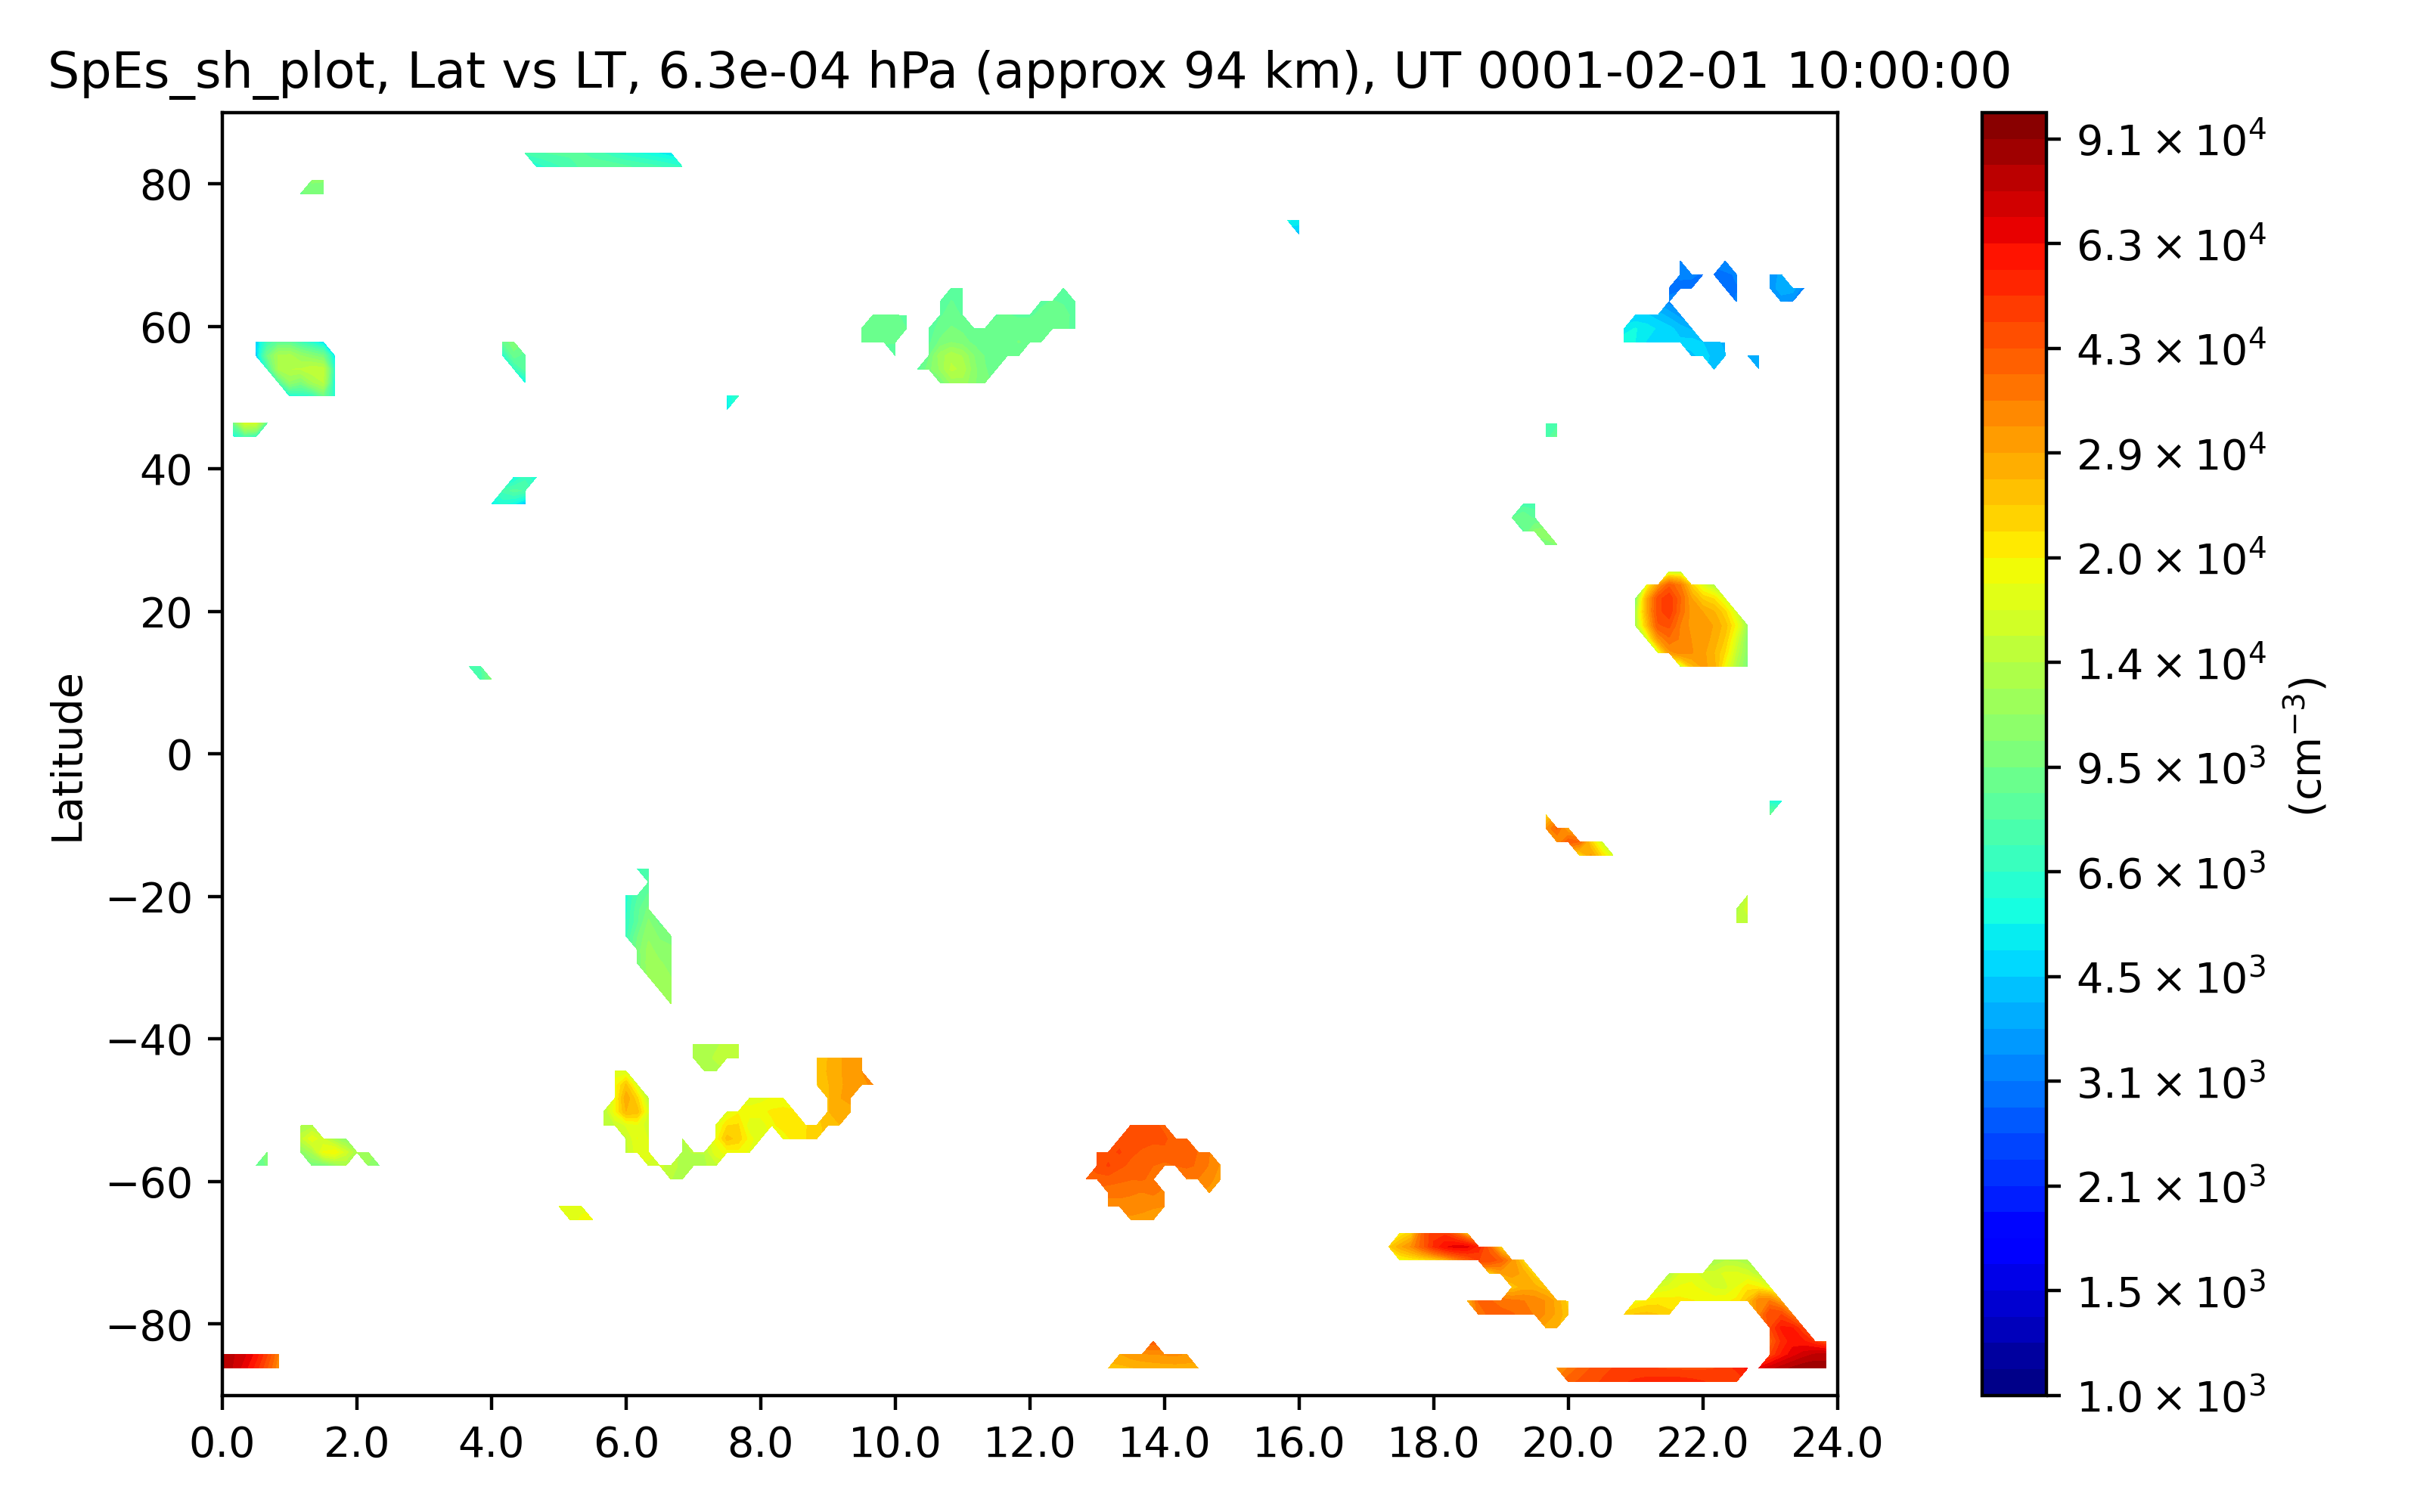 SpEs_sh_plot, Lat vs LT, 6.3e-04 hPa (approx 94 km), UT 0001-02-01 10:00:00
Latitude
80
60
40
20
0
−20
−40
−60
−80
0.0 2.0 4.0 6.0 8.0 10.0 12.0 14.0 16.0 18.0 20.0 22.0 24.0
9.1 × 10⁴
6.3 × 10⁴
4.3 × 10⁴
2.9 × 10⁴
2.0 × 10⁴
1.4 × 10⁴
9.5 × 10³
6.6 × 10³
4.5 × 10³
3.1 × 10³
2.1 × 10³
1.5 × 10³
1.0 × 10³
(cm⁻³)